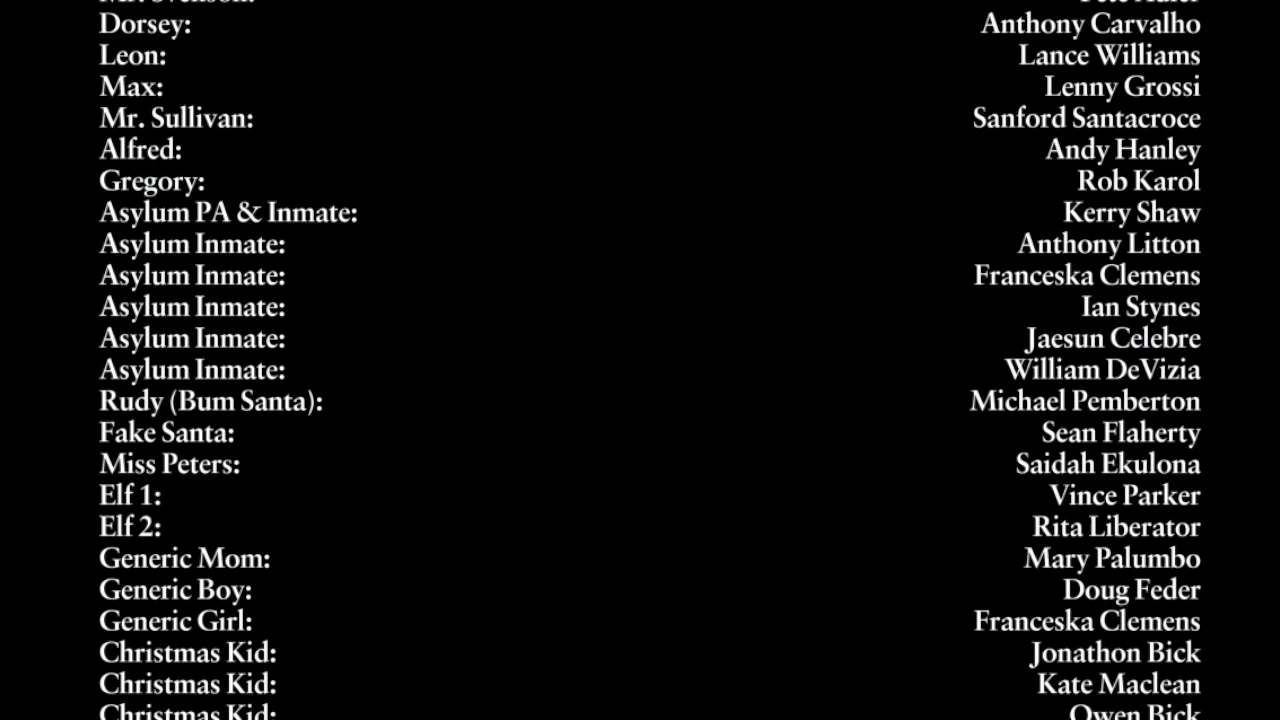 Dorsey: Anthony Carvalho
Leon: Lance Williams
Max: Lenny Grossi
Mr. Sullivan: Sanford Santacroce
Alfred: Andy Hanley
Gregory: Rob Karol
Asylum PA & Inmate: Kerry Shaw
Asylum Inmate: Anthony Litton
Asylum Inmate: Franceska Clemens
Asylum Inmate: Ian Stynes
Asylum Inmate: Jaesun Celebre
Asylum Inmate: William DeVizia
Rudy (Bum Santa): Michael Pemberton
Fake Santa: Sean Flaherty
Miss Peters: Saidah Ekulona
Elf 1: Vince Parker
Elf 2: Rita Liberator
Generic Mom: Mary Palumbo
Generic Boy: Doug Feder
Generic Girl: Franceska Clemens
Christmas Kid: Jonathon Bick
Christmas Kid: Kate Maclean
Christmas Kid: Owen Bick